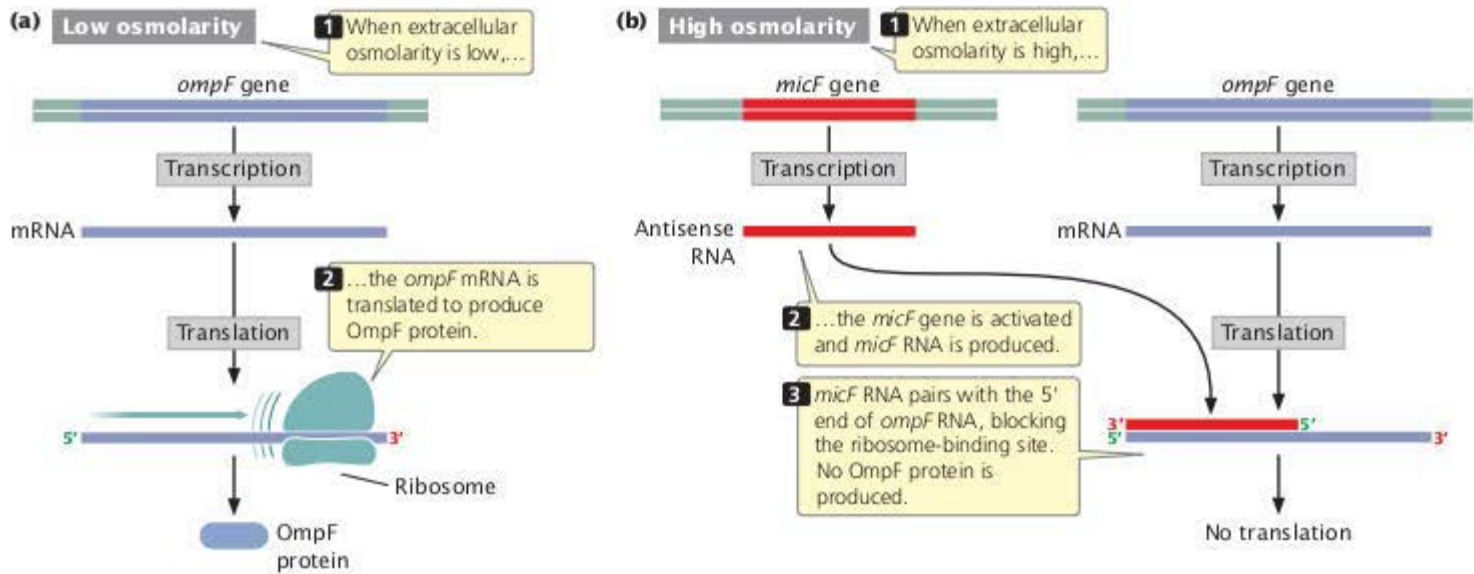 (a) Low osmolarity
1 When extracellular
osmolarity is low,…
ompF gene
Transcription
mRNA
2 …the ompF mRNA is
translated to produce
OmpF protein.
Translation
5′
3′
Ribosome
OmpF
protein
(b) High osmolarity
1 When extracellular
osmolarity is high,…
micF gene
ompF gene
Transcription
Transcription
Antisense
RNA
mRNA
2 …the micF gene is activated
and micF RNA is produced.
Translation
3 micF RNA pairs with the 5′
end of ompF RNA, blocking
the ribosome-binding site.
No OmpF protein is
produced.
3′ 5′
5′ 3′
No translation